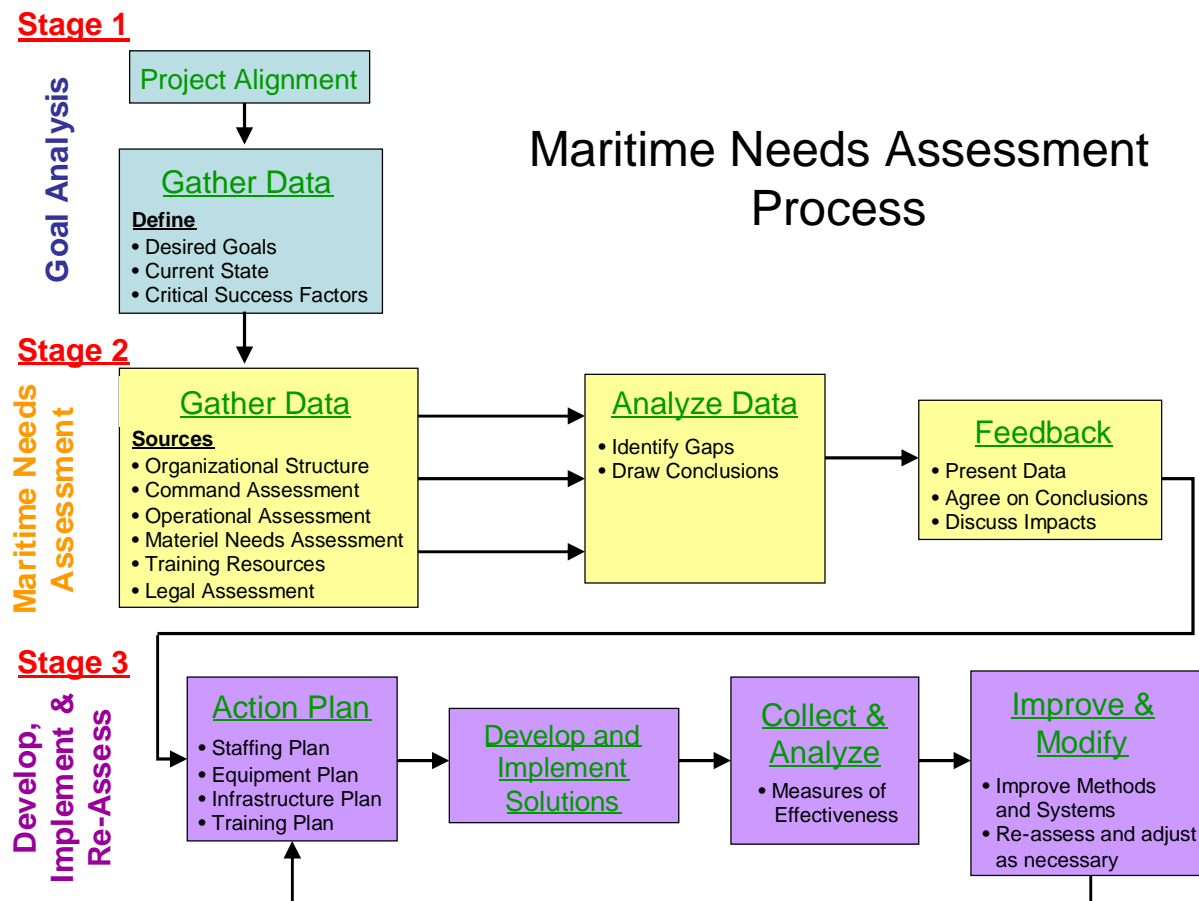 Stage 1
Goal Analysis
Project Alignment
Maritime Needs Assessment
Process
Gather Data
Define
• Desired Goals
• Current State
• Critical Success Factors
Stage 2
Maritime Needs
Assessment
Gather Data
Sources
• Organizational Structure
• Command Assessment
• Operational Assessment
• Materiel Needs Assessment
• Training Resources
• Legal Assessment
Analyze Data
• Identify Gaps
• Draw Conclusions
Feedback
• Present Data
• Agree on Conclusions
• Discuss Impacts
Stage 3
Develop,
Implement &
Re-Assess
Action Plan
• Staffing Plan
• Equipment Plan
• Infrastructure Plan
• Training Plan
Develop and
Implement
Solutions
Collect &
Analyze
• Measures of
Effectiveness
Improve &
Modify
• Improve Methods
and Systems
• Re-assess and adjust
as necessary